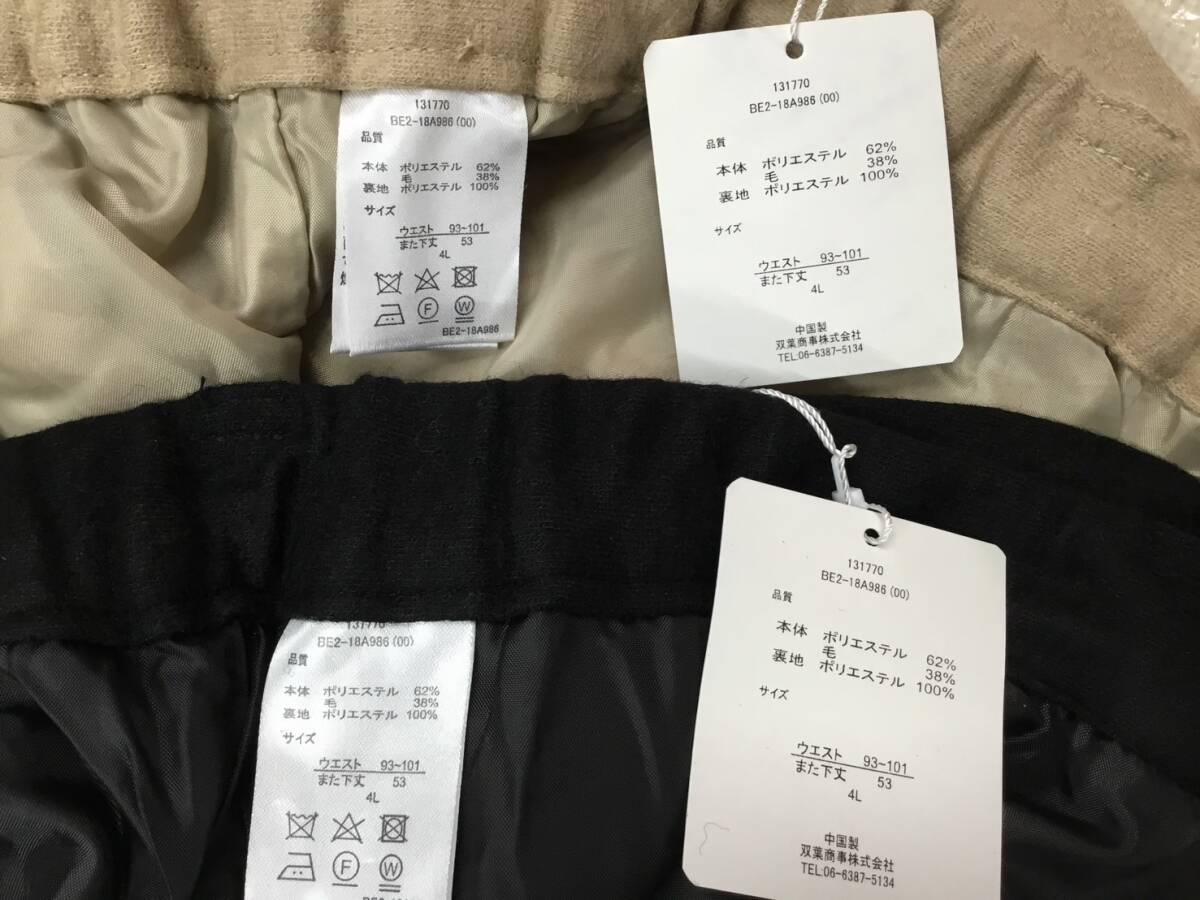 131770
BE2-18A986(00)
品質
本体 ポリエステル 62%
毛 38%
裏地 ポリエステル 100%
サイズ
ウエスト 93~101
また下丈 53
4L
F
W
BE2-18A986
131770
BE2-18A986(00)
品質
本体 ポリエステル 62%
毛 38%
裏地 ポリエステル 100%
サイズ
ウエスト 93~101
また下丈 53
4L
中国製
双葉商事株式会社
TEL:06-6387-5134
131770
BE2-18A986(00)
品質
本体 ポリエステル 62%
毛 38%
裏地 ポリエステル 100%
サイズ
ウエスト 93~101
また下丈 53
4L
F
W
131770
BE2-18A986(00)
品質
本体 ポリエステル 62%
毛 38%
裏地 ポリエステル 100%
サイズ
ウエスト 93~101
また下丈 53
4L
中国製
双葉商事株式会社
TEL:06-6387-5134